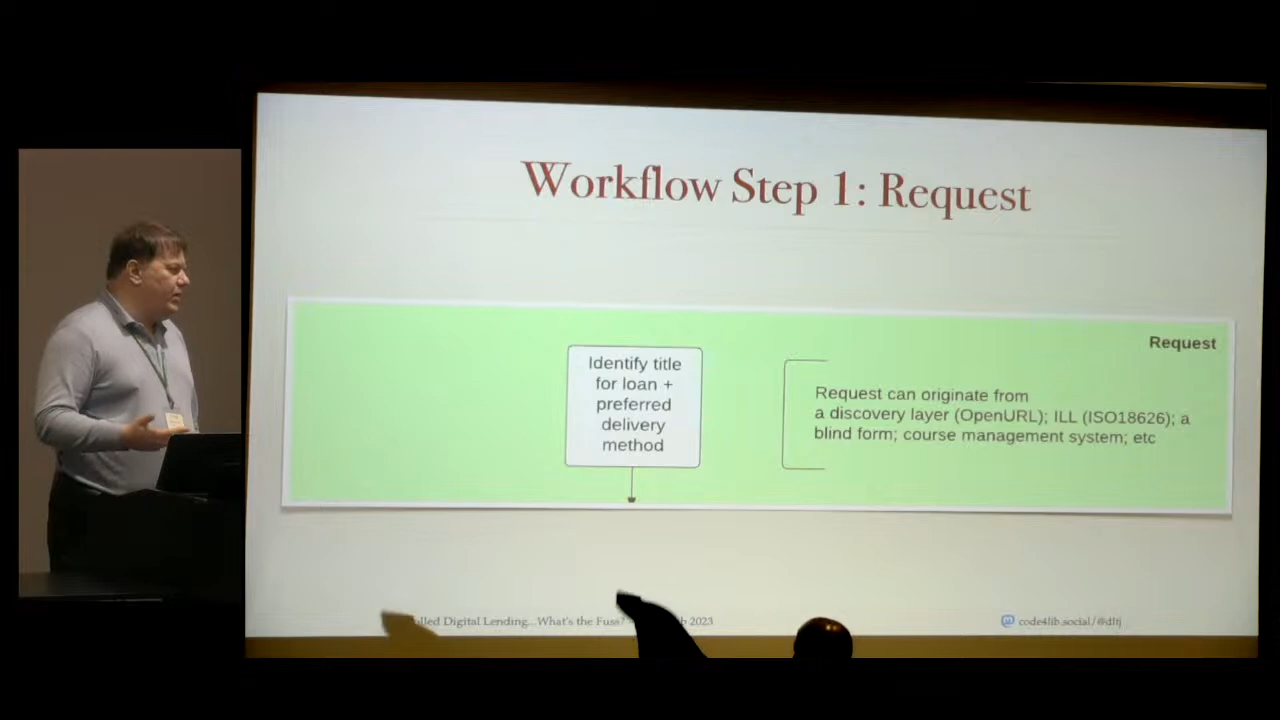 Workflow Step 1: Request
Request
Identify title
for loan +
preferred
delivery
method
Request can originate from
a discovery layer (OpenURL); ILL (ISO18626); a
blind form; course management system; etc
Digital Lending...What's the Fuss?
2023
code4lib.social/@dltj